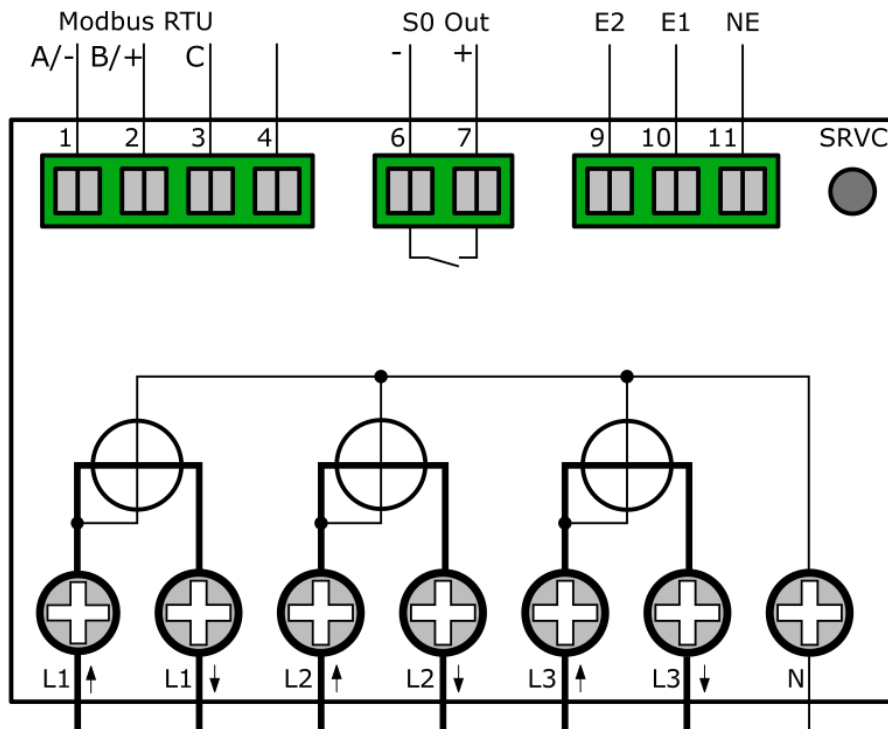 Modbus RTU S0 Out E2 E1 NE
A/- B/+ C - +
1 2 3 4 6 7 9 10 11 SRVC
L1 L1 L2 L2 L3 L3 N